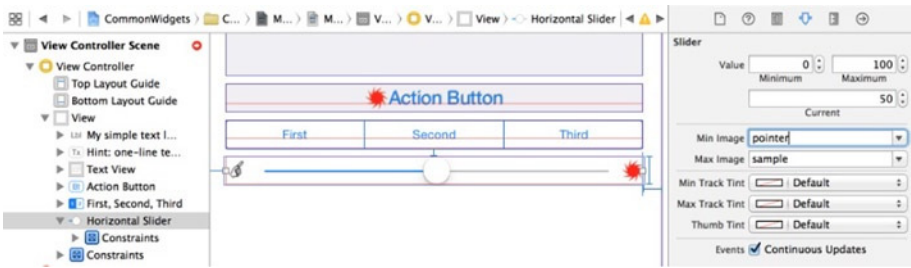 CommonWidgets C... M... M... V... V... View Horizontal Slider
View Controller Scene
View Controller
Top Layout Guide
Bottom Layout Guide
View
Lbl My simple text l...
Tx Hint: one-line te...
Text View
Action Button
First, Second, Third
Horizontal Slider
Constraints
Constraints
Action Button
First Second Third
Slider
Value 0 100
Minimum Maximum
50
Current
Min Image pointer
Max Image sample
Min Track Tint Default
Max Track Tint Default
Thumb Tint Default
Events Continuous Updates